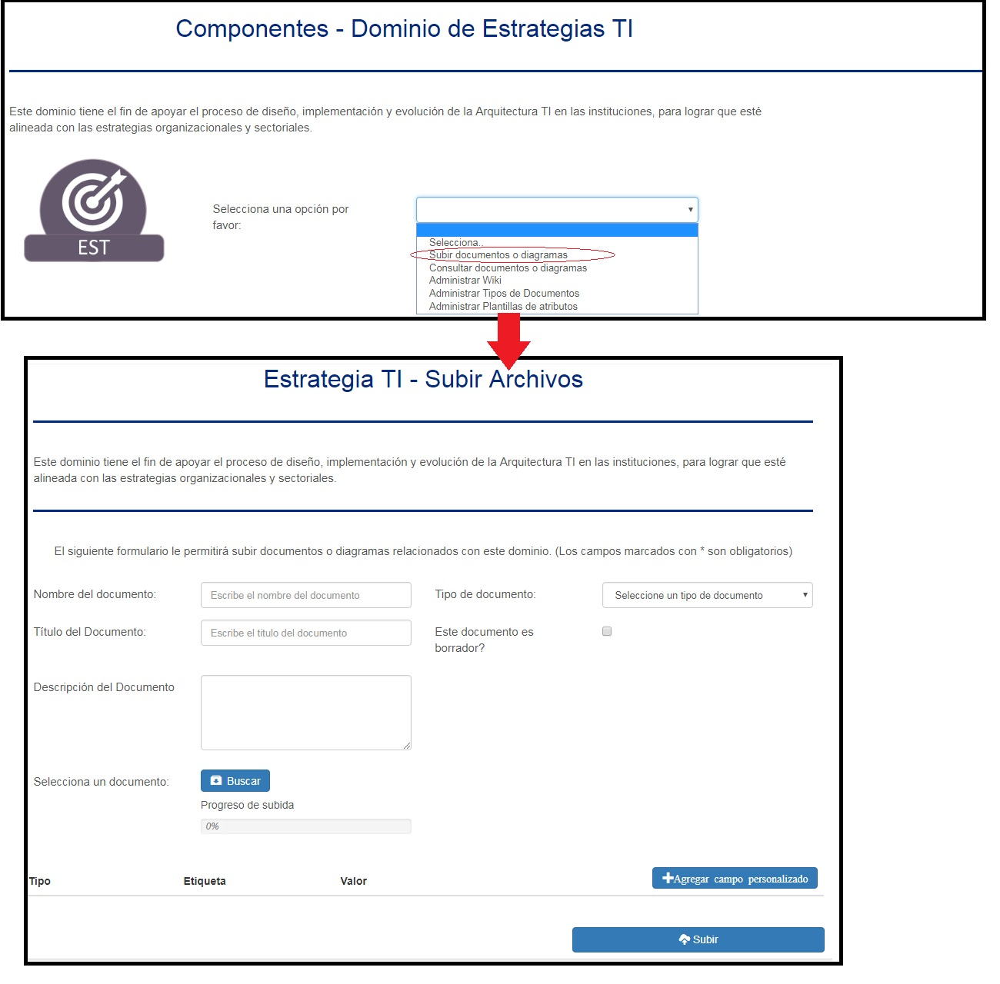 Componentes - Dominio de Estrategias TI
Este dominio tiene el fin de apoyar el proceso de diseño, implementación y evolución de la Arquitectura TI en las instituciones, para lograr que esté
alineada con las estrategias organizacionales y sectoriales.
EST
Selecciona una opción por
favor:
Selecciona..
Subir documentos o diagramas
Consultar documentos o diagramas
Administrar Wiki
Administrar Tipos de Documentos
Administrar Plantillas de atributos
Estrategia TI - Subir Archivos
Este dominio tiene el fin de apoyar el proceso de diseño, implementación y evolución de la Arquitectura TI en las instituciones, para lograr que esté
alineada con las estrategias organizacionales y sectoriales.
El siguiente formulario le permitirá subir documentos o diagramas relacionados con este dominio. (Los campos marcados con * son obligatorios)
Nombre del documento: Escribe el nombre del documento Tipo de documento: Seleccione un tipo de documento
Título del Documento: Escribe el titulo del documento Este documento es
borrador?
Descripción del Documento
Selecciona un documento: Buscar
Progreso de subida
0%
Tipo Etiqueta Valor Agregar campo personalizado
Subir